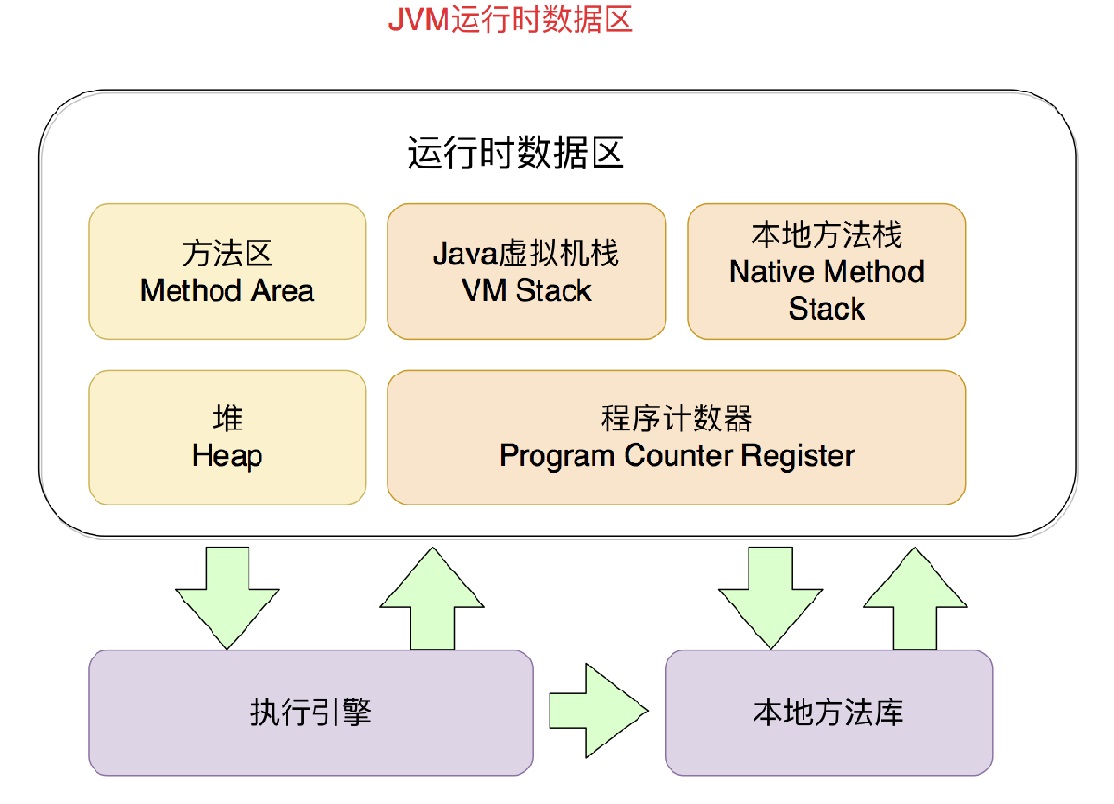 JVM运行时数据区
运行时数据区
方法区
Method Area
Java虚拟机栈
VM Stack
本地方法栈
Native Method
Stack
堆
Heap
程序计数器
Program Counter Register
执行引擎
本地方法库